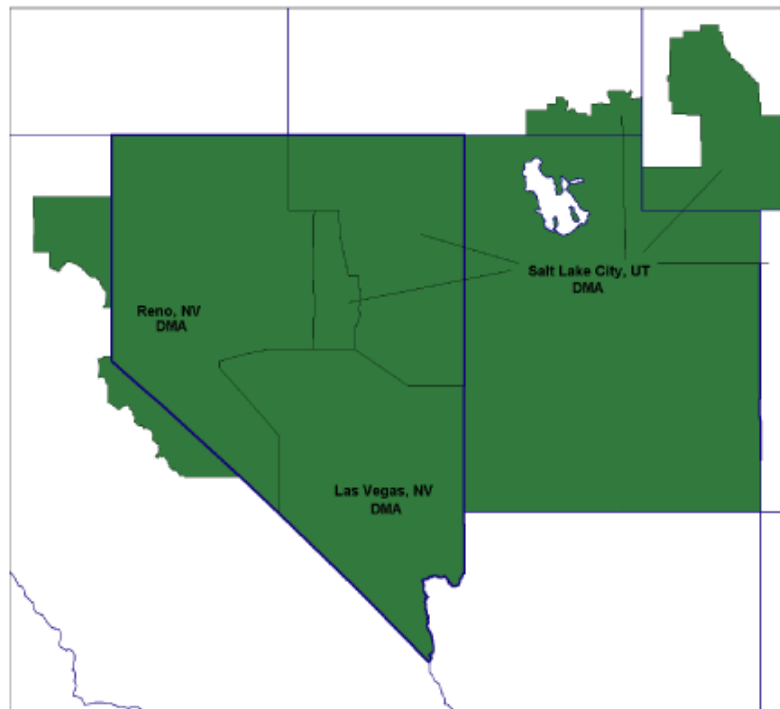 Salt Lake City, UT
DMA
Reno, NV
DMA
Las Vegas, NV
DMA